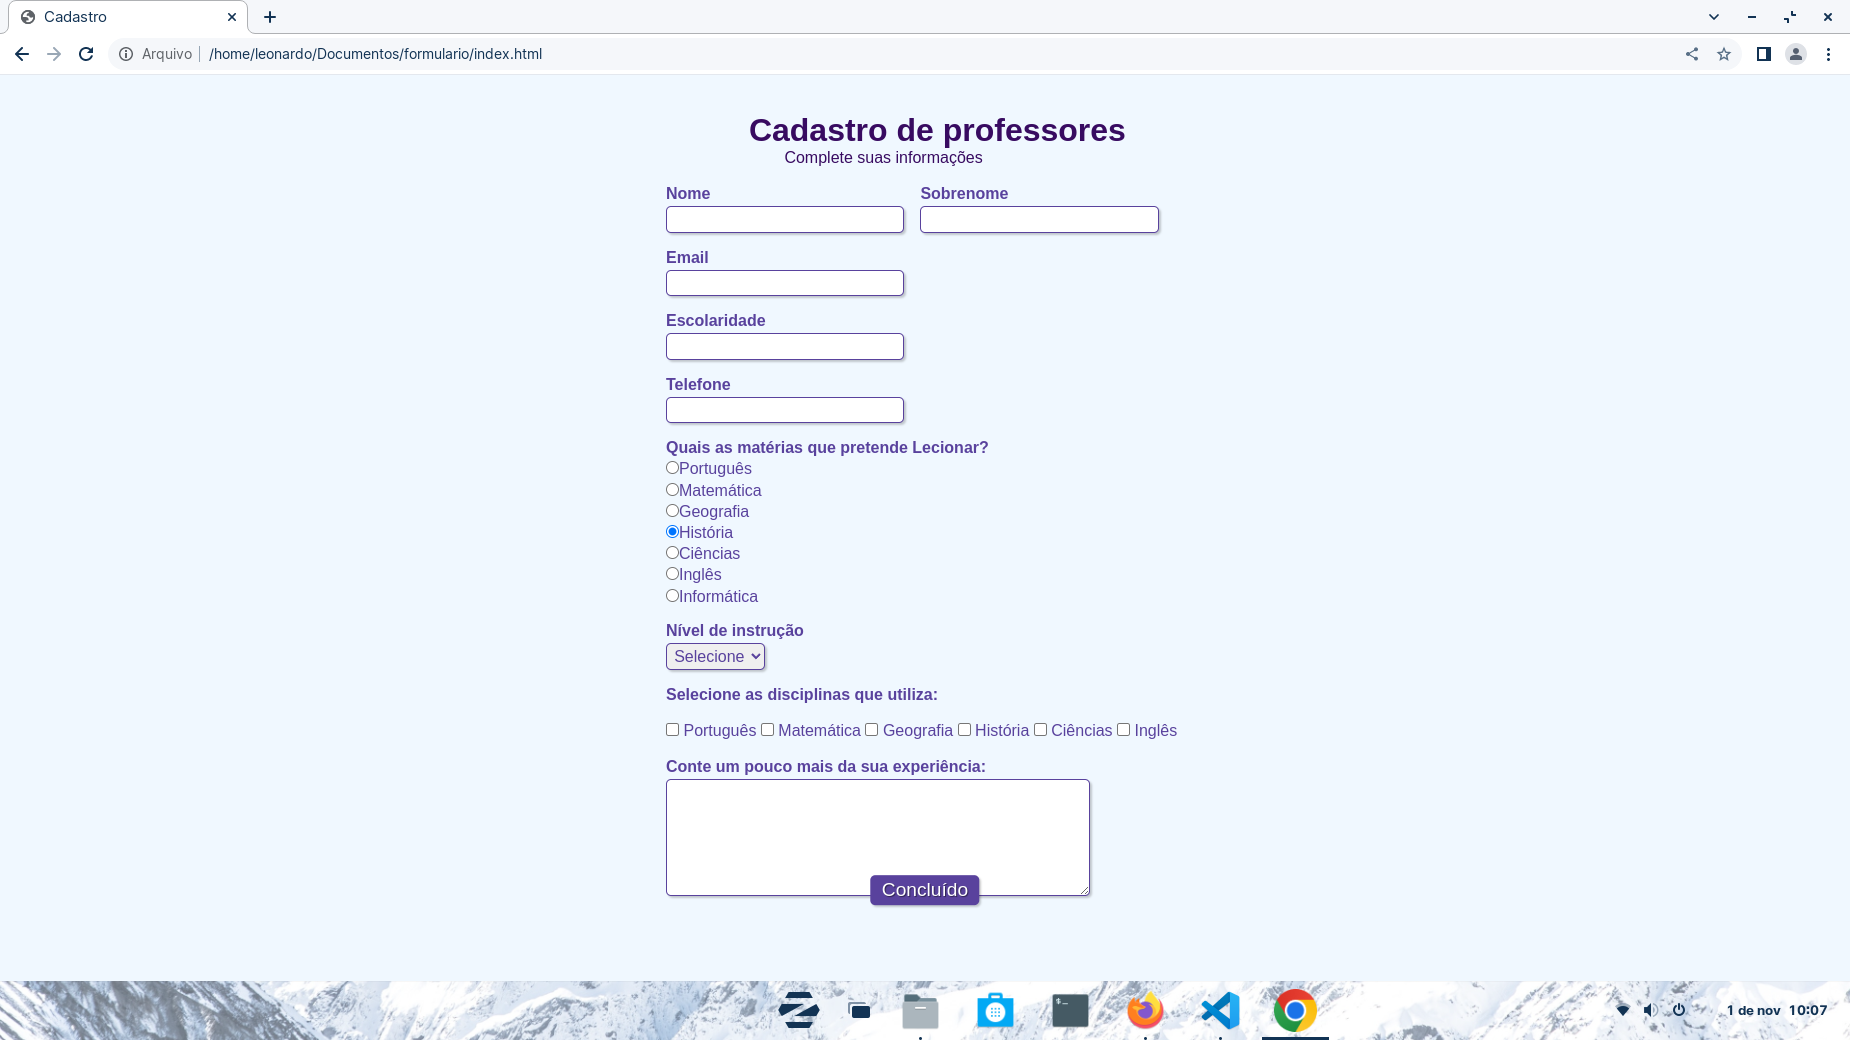 Cadastro
Arquivo | /home/leonardo/Documentos/formulario/index.html
Cadastro de professores
Complete suas informações
Nome Sobrenome
Email
Escolaridade
Telefone
Quais as matérias que pretende Lecionar?
Português
Matemática
Geografia
História
Ciências
Inglês
Informática
Nível de instrução
Selecione
Selecione as disciplinas que utiliza:
Português Matemática Geografia História Ciências Inglês
Conte um pouco mais da sua experiência:
Concluído
$_
1 de nov 10:07